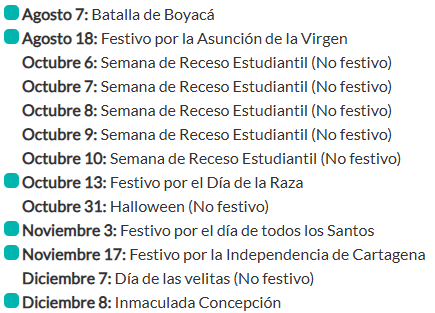 Agosto 7: Batalla de Boyacá
Agosto 18: Festivo por la Asunción de la Virgen
Octubre 6: Semana de Receso Estudiantil (No festivo)
Octubre 7: Semana de Receso Estudiantil (No festivo)
Octubre 8: Semana de Receso Estudiantil (No festivo)
Octubre 9: Semana de Receso Estudiantil (No festivo)
Octubre 10: Semana de Receso Estudiantil (No festivo)
Octubre 13: Festivo por el Día de la Raza
Octubre 31: Halloween (No festivo)
Noviembre 3: Festivo por el día de todos los Santos
Noviembre 17: Festivo por la Independencia de Cartagena
Diciembre 7: Día de las velitas (No festivo)
Diciembre 8: Inmaculada Concepción